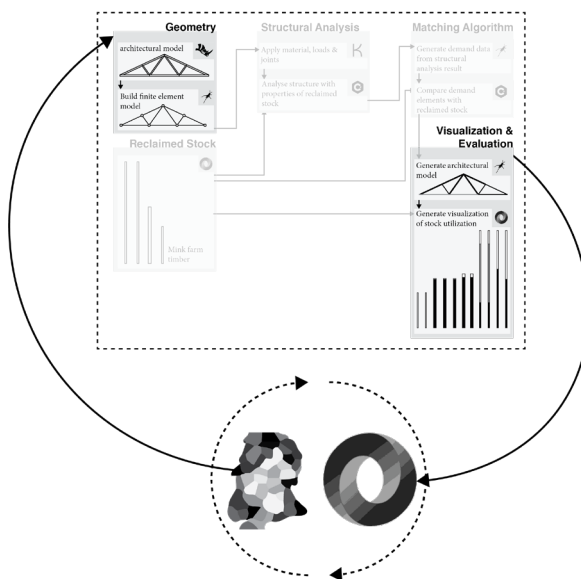 Geometry
architectural model
Build finite element
model
Structural Analysis
Apply material, loads &
joints
Analyse structure with
properties of reclaimed
stock
Matching Algorithm
Generate demand data
from structural
analysis result
Compare demand
elements with
reclaimed stock
Reclaimed Stock
Mink farm
timber
Visualization &
Evaluation
Generate architectural
model
Generate visualization
of stock utilization